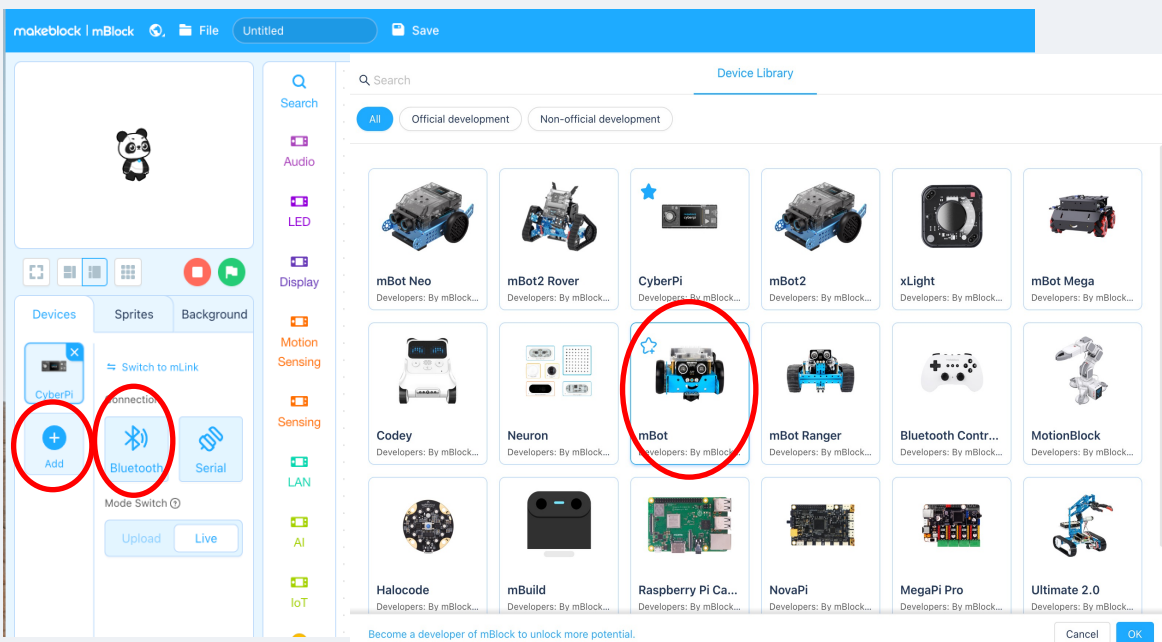 makeblock | mBlock File Untitled Save
Search
Audio
LED
Display
Motion
Sensing
Sensing
LAN
AI
IoT
Devices Sprites Background
CyberPi
Add
Switch to mLink
Connection
Bluetooth Serial
Mode Switch
Upload Live
Search Device Library
All Official development Non-official development
mBot Neo mBot2 Rover CyberPi mBot2 xLight mBot Mega
Developers: By mBlock... Developers: By mBlock... Developers: By mBlock... Developers: By mBlock... Developers: By mBlock... Developers: By mBlock...
Codey Neuron mBot mBot Ranger Bluetooth Contr... MotionBlock
Developers: By mBlock... Developers: By mBlock... Developers: By mBlock... Developers: By mBlock... Developers: By mBlock... Developers: By mBlock...
Halocode mBuild Raspberry Pi Ca... NovaPi MegaPi Pro Ultimate 2.0
Developers: By mBlock... Developers: By mBlock... Developers: By mBlock... Developers: By mBlock... Developers: By mBlock... Developers: By mBlock...
Become a developer of mBlock to unlock more potential. Cancel OK